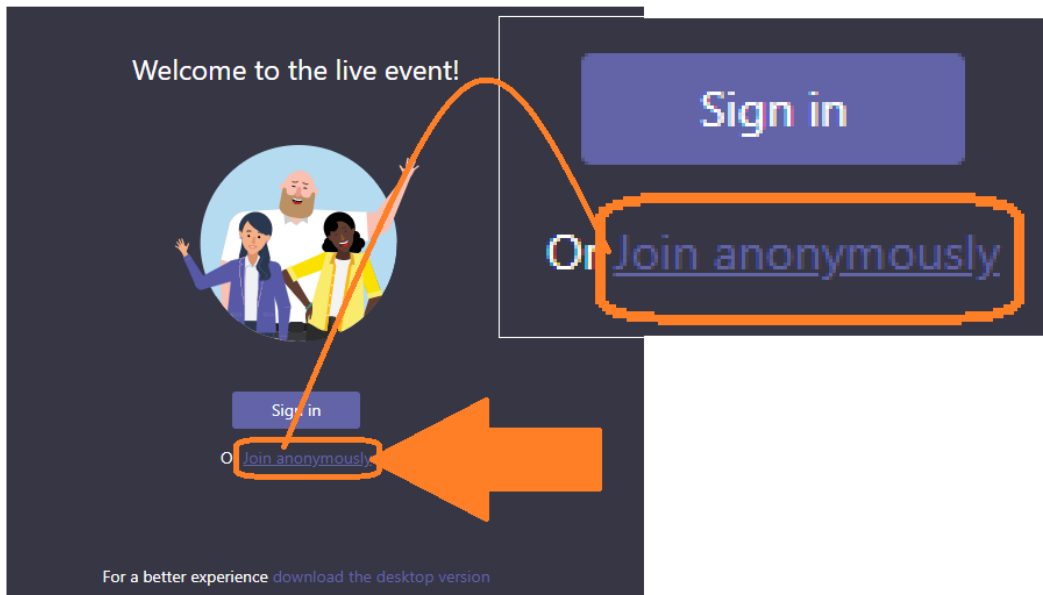 Welcome to the live event!
Sign in
Or Join anonymously
Sign in
O Join anonymously
For a better experience download the desktop version